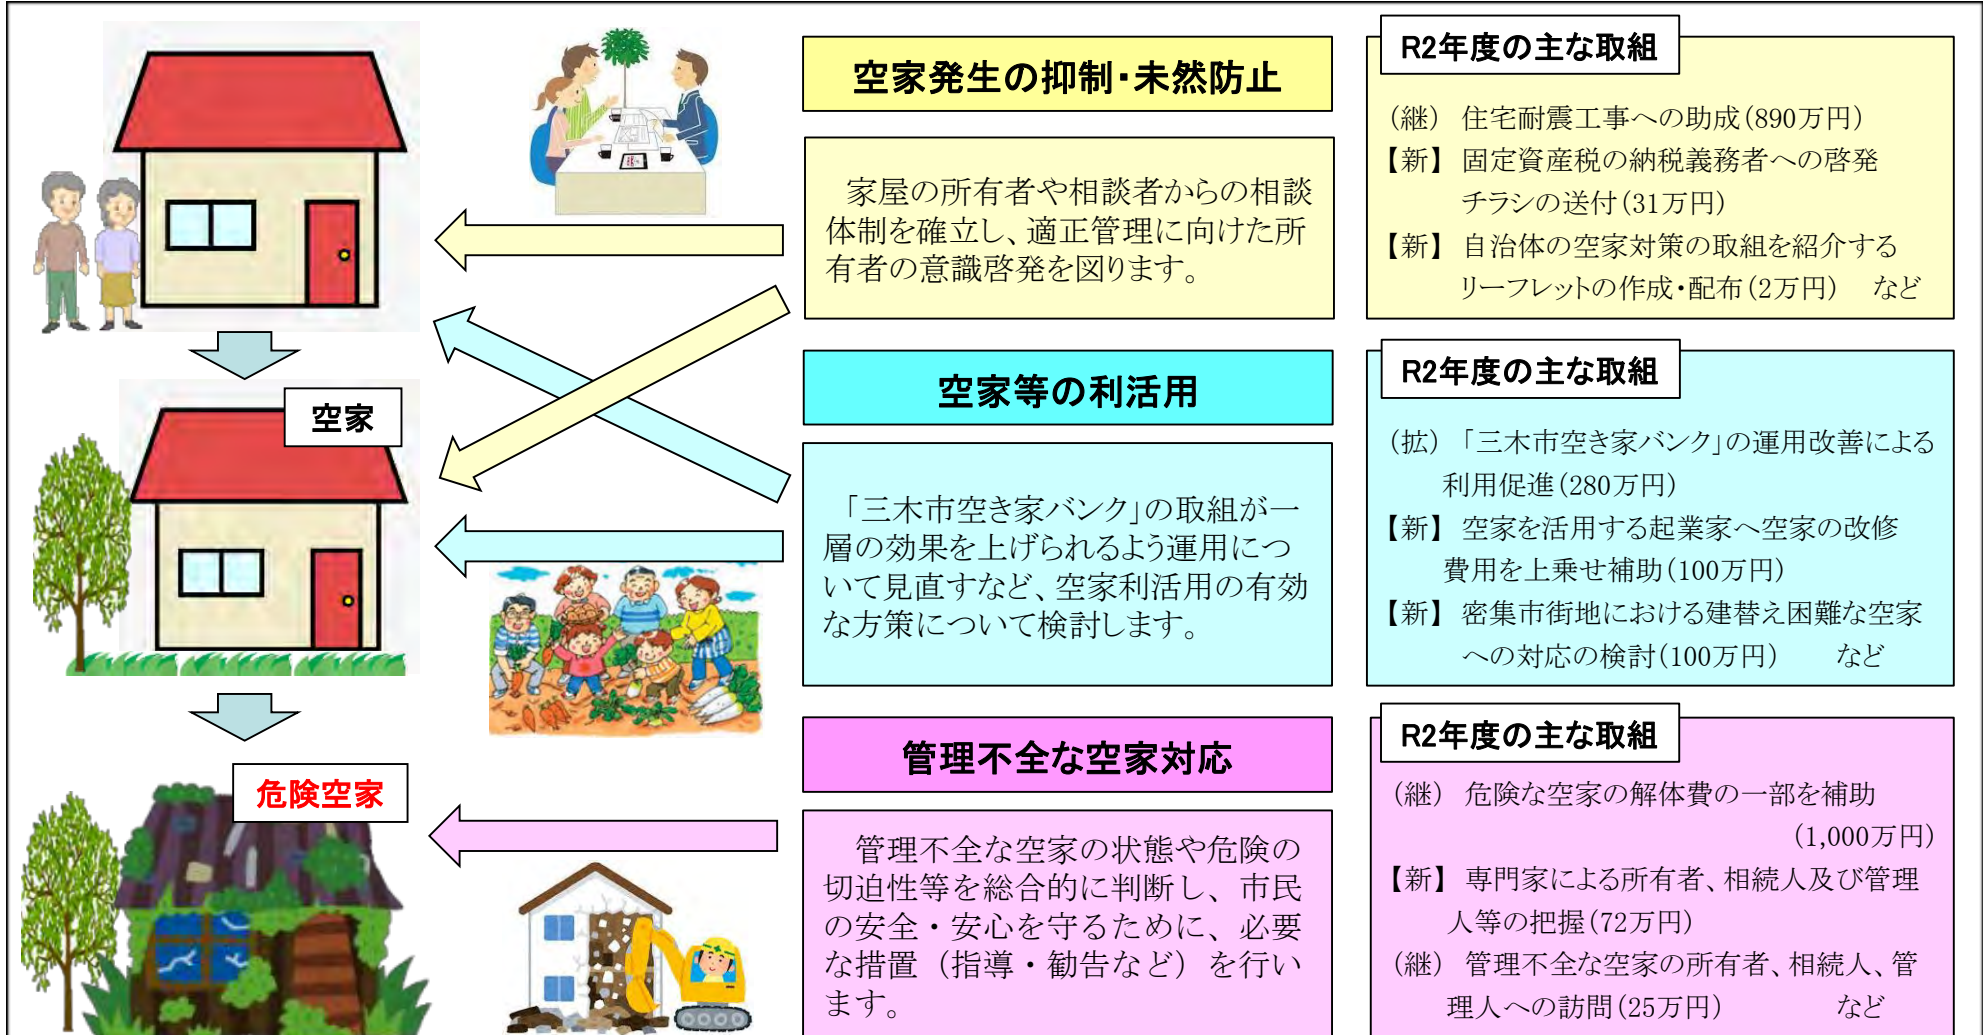 空家発生の抑制・未然防止
家屋の所有者や相談者からの相談
体制を確立し、適正管理に向けた所
有者の意識啓発を図ります。
R2年度の主な取組
(継) 住宅耐震工事への助成(890万円)
【新】 固定資産税の納税義務者への啓発
チラシの送付(31万円)
【新】 自治体の空家対策の取組を紹介する
リーフレットの作成・配布(2万円) など
空家
空家等の利活用
「三木市空き家バンク」の取組が一
層の効果を上げられるよう運用につ
いて見直すなど、空家利活用の有効
な方策について検討します。
R2年度の主な取組
(拡) 「三木市空き家バンク」の運用改善による
利用促進(280万円)
【新】 空家を活用する起業家へ空家の改修
費用を上乗せ補助(100万円)
【新】 密集市街地における建替え困難な空家
への対応の検討(100万円) など
危険空家
管理不全な空家対応
管理不全な空家の状態や危険の
切迫性等を総合的に判断し、市民
の安全・安心を守るために、必要
な措置（指導・勧告など）を行い
ます。
R2年度の主な取組
(継) 危険な空家の解体費の一部を補助
(1,000万円)
【新】 専門家による所有者、相続人及び管理
人等の把握(72万円)
(継) 管理不全な空家の所有者、相続人、管
理人への訪問(25万円) など